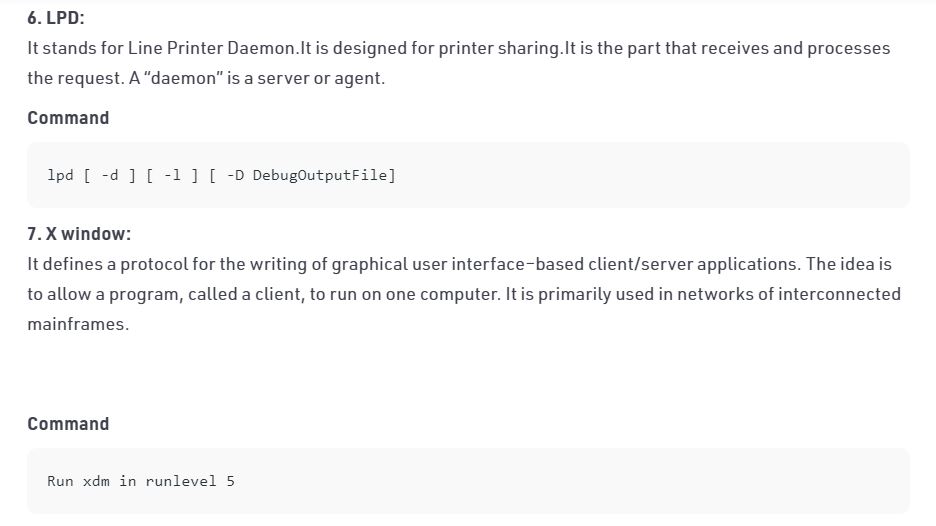 6. LPD:
It stands for Line Printer Daemon.It is designed for printer sharing.It is the part that receives and processes
the request. A “daemon” is a server or agent.
Command
lpd [ -d ] [ -l ] [ -D DebugOutputFile]
7. X window:
It defines a protocol for the writing of graphical user interface-based client/server applications. The idea is
to allow a program, called a client, to run on one computer. It is primarily used in networks of interconnected
mainframes.
Command
Run xdm in runlevel 5